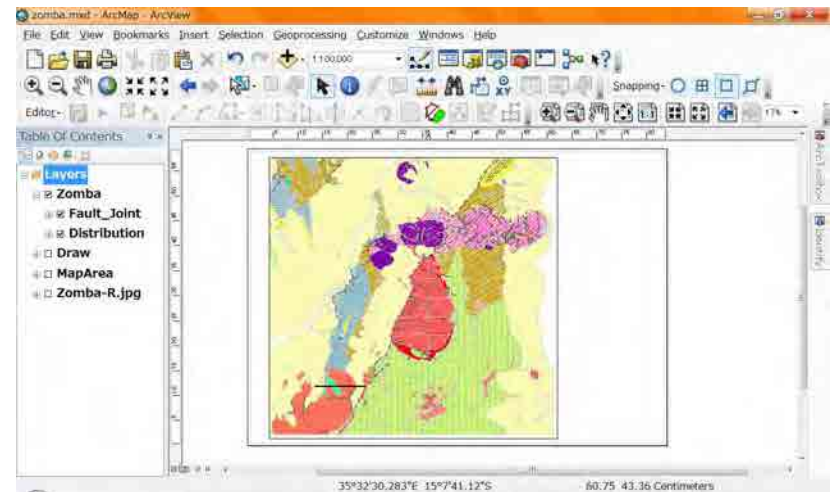 zomba.mxd - ArcMap - ArcView
File Edit View Bookmarks Insert Selection Geoprocessing Customize Windows Help
1:100,000
Snapping
Editor
17%
Table Of Contents
Layers
Zomba
Fault_Joint
Distribution
Draw
MapArea
Zomba-R.jpg
ArcToolbox
Identify
35°32'30.283"E 15°7'41.12"S
60.75 43.36 Centimeters